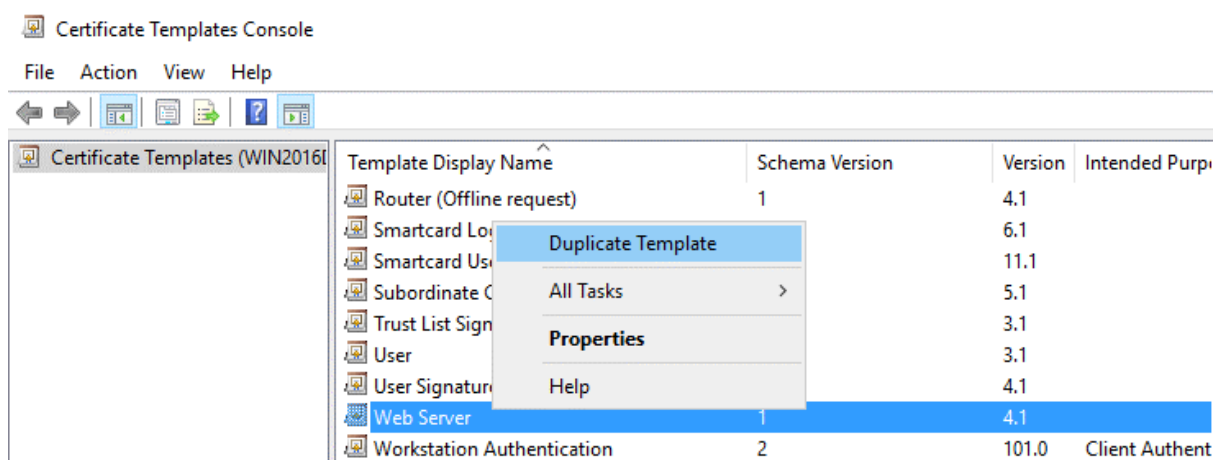 Certificate Templates Console
File Action View Help
Certificate Templates (WIN2016
Template Display Name Schema Version Version Intended Purp
Router (Offline request) 1 4.1
Smartcard Lo 6.1
Smartcard Us 11.1
Subordinate 5.1
Trust List Sign 3.1
User 3.1
User Signatur 4.1
Web Server 1 4.1
Workstation Authentication 2 101.0 Client Authent
Duplicate Template
All Tasks
Properties
Help